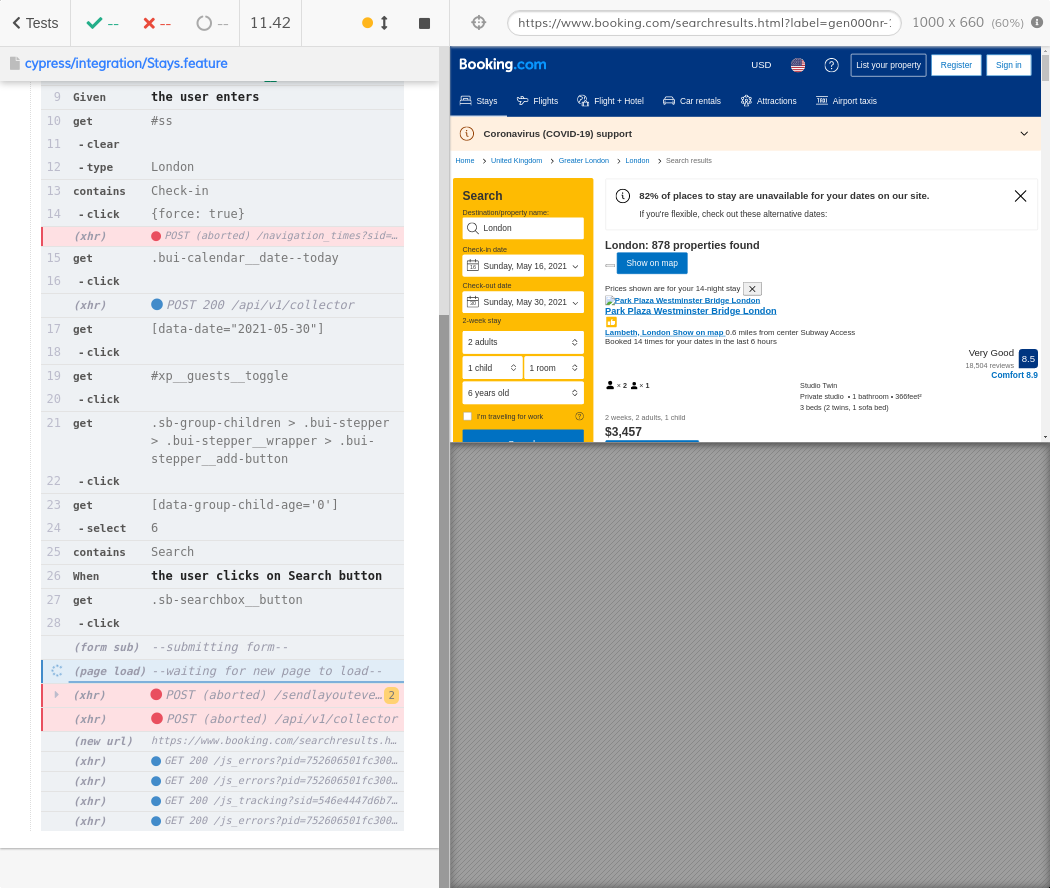 Tests
--
--
--
11.42
https://www.booking.com/searchresults.html?label=gen000nr-
1000 x 660 (60%)
cypress/integration/Stays.feature
9 Given the user enters
10 get #ss
11 - clear
12 - type London
13 contains Check-in
14 - click {force: true}
(xhr) POST (aborted) /navigation_times?sid=…
15 get .bui-calendar__date--today
16 - click
(xhr) POST 200 /api/v1/collector
17 get [data-date="2021-05-30"]
18 - click
19 get #xp__guests__toggle
20 - click
21 get .sb-group-children > .bui-stepper
> .bui-stepper__wrapper > .bui-
stepper__add-button
22 - click
23 get [data-group-child-age='0']
24 - select 6
25 contains Search
26 When the user clicks on Search button
27 get .sb-searchbox__button
28 - click
(form sub) --submitting form--
(page load) --waiting for new page to load--
(xhr) POST (aborted) /sendlayouteve… 2
(xhr) POST (aborted) /api/v1/collector
(new url) https://www.booking.com/searchresults.h…
(xhr) GET 200 /js_errors?pid=752606501fc300…
(xhr) GET 200 /js_errors?pid=752606501fc300…
(xhr) GET 200 /js_tracking?sid=546e4447d6b7…
(xhr) GET 200 /js_errors?pid=752606501fc300…
Booking.com
USD
List your property
Register
Sign in
Stays
Flights
Flight + Hotel
Car rentals
Attractions
Airport taxis
Coronavirus (COVID-19) support
Home > United Kingdom > Greater London > London > Search results
Search
Destination/property name:
London
Check-in date
Sunday, May 16, 2021
Check-out date
Sunday, May 30, 2021
2-week stay
2 adults
1 child
1 room
6 years old
I'm traveling for work
82% of places to stay are unavailable for your dates on our site.
If you're flexible, check out these alternative dates:
London: 878 properties found
Show on map
Prices shown are for your 14-night stay
Park Plaza Westminster Bridge London
Park Plaza Westminster Bridge London
Lambeth, London Show on map 0.6 miles from center Subway Access
Booked 14 times for your dates in the last 6 hours
Very Good
8.5
18,504 reviews
Comfort 8.9
× 2 × 1
Studio Twin
Private studio • 1 bathroom • 366feet²
3 beds (2 twins, 1 sofa bed)
2 weeks, 2 adults, 1 child
$3,457